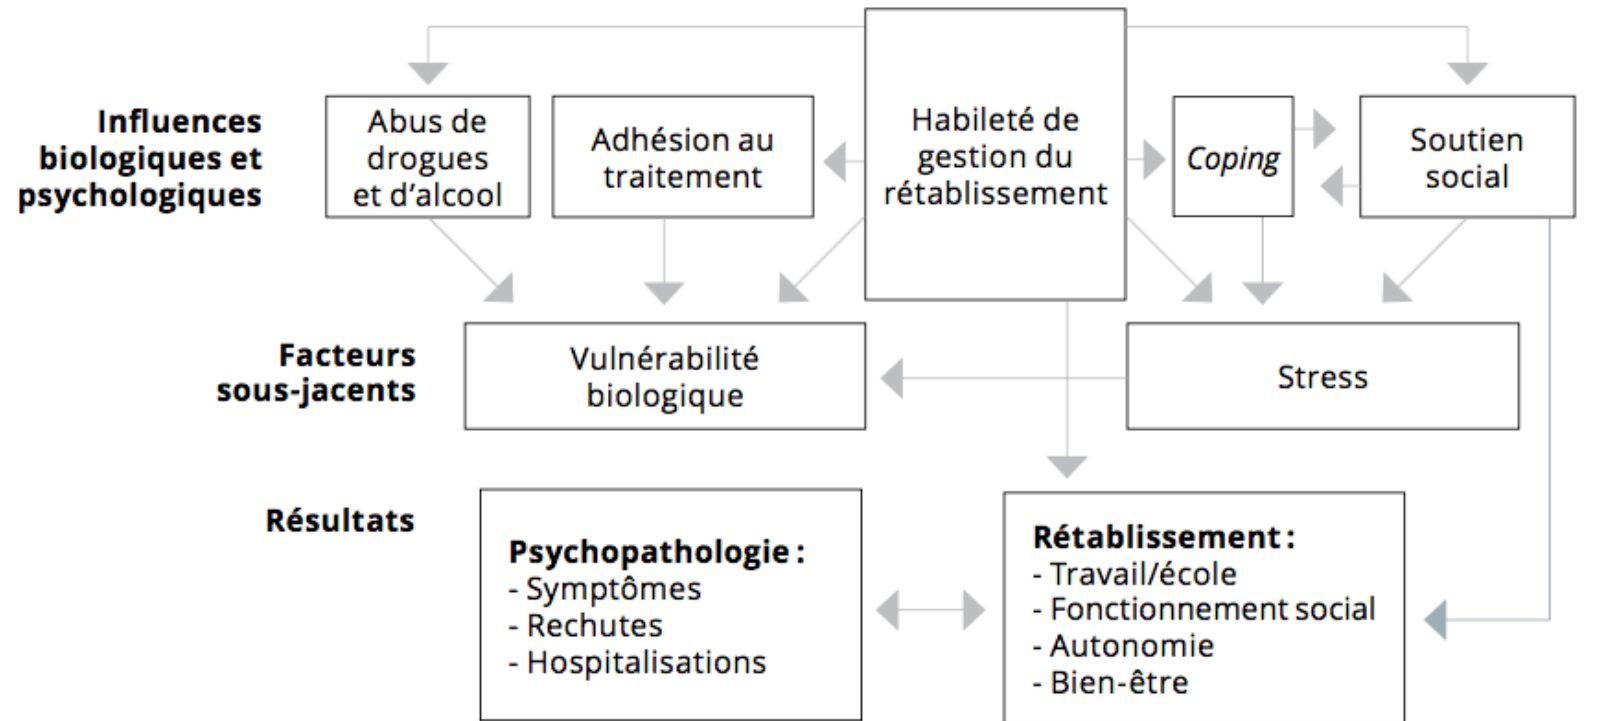 Influences
biologiques et
psychologiques
Abus de
drogues
et d’alcool
Adhésion au
traitement
Habileté de
gestion du
rétablissement
Coping
Soutien
social
Facteurs
sous-jacents
Vulnérabilité
biologique
Stress
Résultats
Psychopathologie :
- Symptômes
- Rechutes
- Hospitalisations
Rétablissement :
- Travail/école
- Fonctionnement social
- Autonomie
- Bien-être